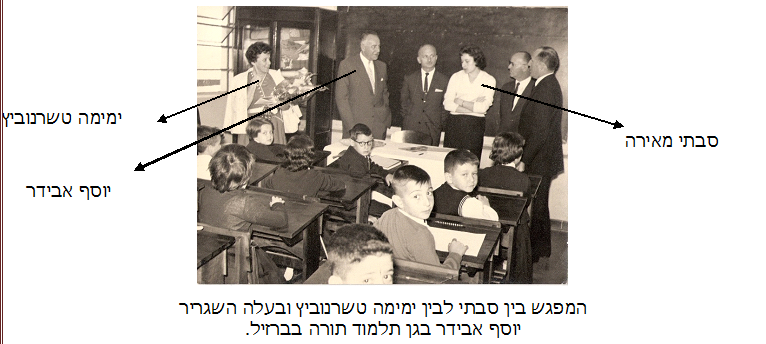 ימימה טשרנוביץ
סבתי מאירה
יוסף אבידר
המפגש בין סבתי לבין ימימה טשרנוביץ ובעלה השגריר
יוסף אבידר בגן תלמוד תורה בברזיל.